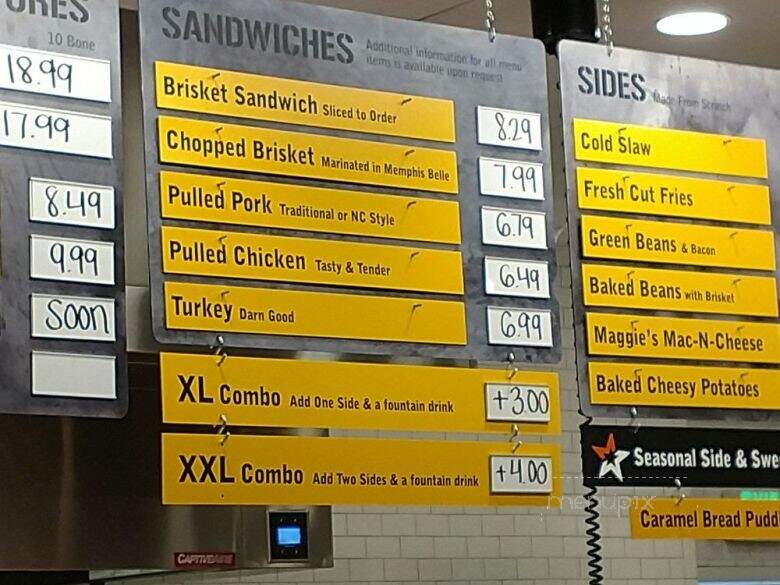 10 Bone
18.99
17.99
8.49
9.99
SOON
SANDWICHES
Additional information for all menu
items is available upon request
Brisket Sandwich Sliced to Order 8.29
Chopped Brisket Marinated in Memphis Belle 7.99
Pulled Pork Traditional or NC Style 6.79
Pulled Chicken Tasty & Tender 6.49
Turkey Darn Good 6.99
XL Combo Add One Side & a fountain drink +3.00
XXL Combo Add Two Sides & a fountain drink +4.00
SIDES Made From Scratch
Cold Slaw
Fresh Cut Fries
Green Beans & Bacon
Baked Beans with Brisket
Maggie's Mac-N-Cheese
Baked Cheesy Potatoes
Seasonal Side & Swe
Caramel Bread Puddi
CAPTIVEAIRE
menupix